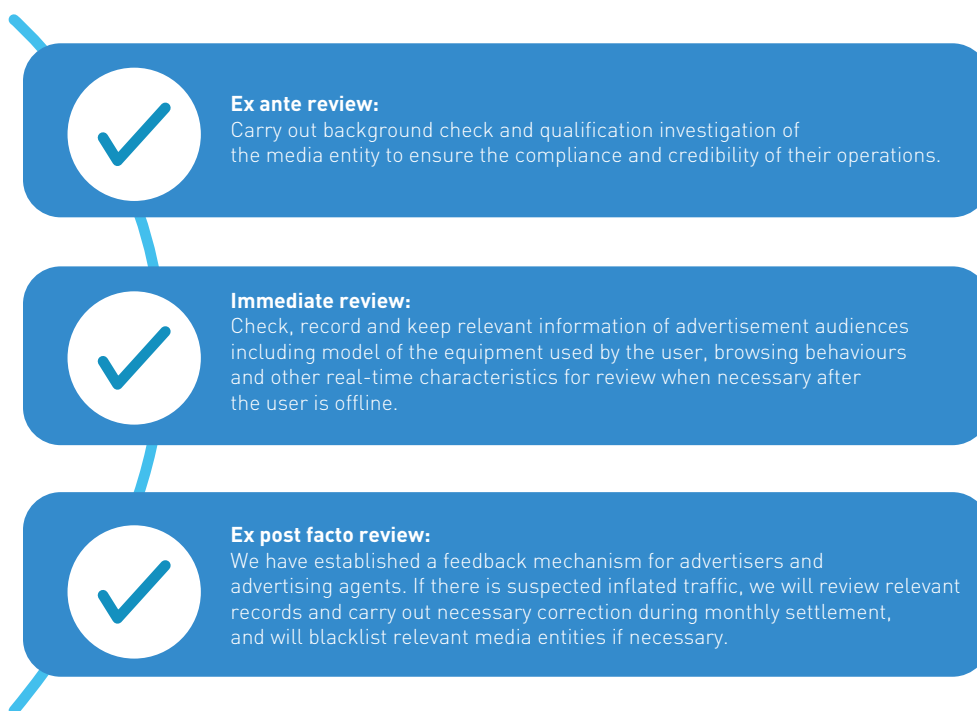 Ex ante review:
Carry out background check and qualification investigation of
the media entity to ensure the compliance and credibility of their operations.
Immediate review:
Check, record and keep relevant information of advertisement audiences
including model of the equipment used by the user, browsing behaviours
and other real-time characteristics for review when necessary after
the user is offline.
Ex post facto review:
We have established a feedback mechanism for advertisers and
advertising agents. If there is suspected inflated traffic, we will review relevant
records and carry out necessary correction during monthly settlement,
and will blacklist relevant media entities if necessary.